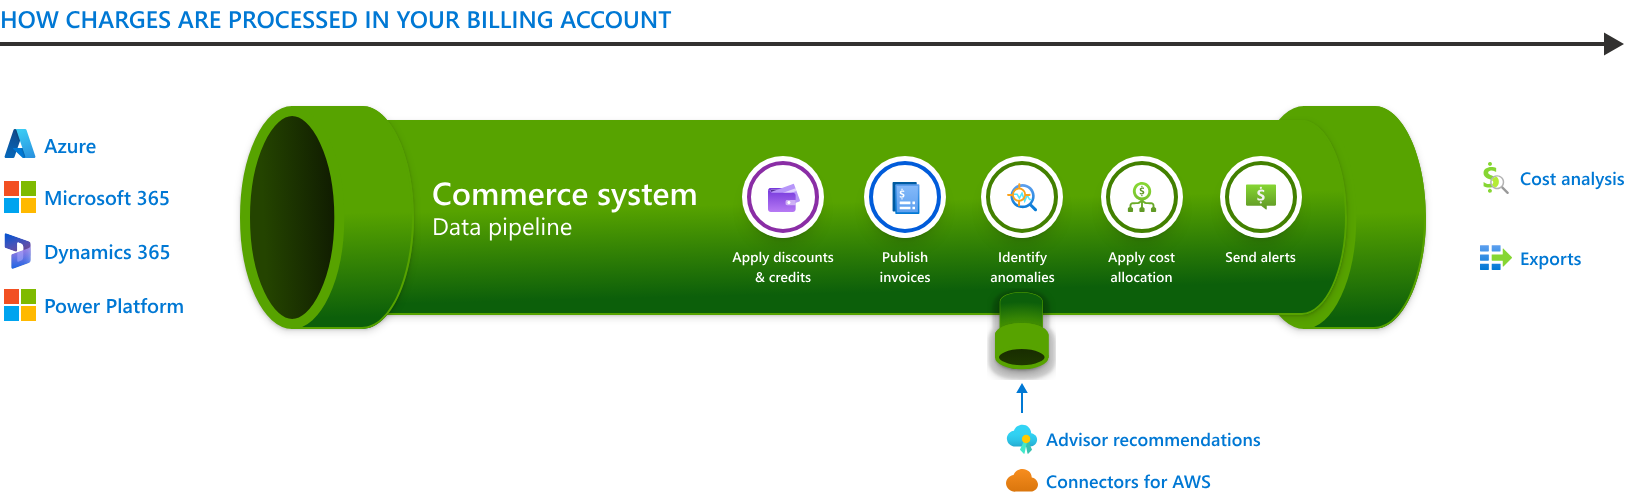 HOW CHARGES ARE PROCESSED IN YOUR BILLING ACCOUNT
Azure
Microsoft 365
Dynamics 365
Power Platform
Commerce system
Data pipeline
Apply discounts
& credits
Publish
invoices
Identify
anomalies
Apply cost
allocation
Send alerts
Cost analysis
Exports
Advisor recommendations
Connectors for AWS